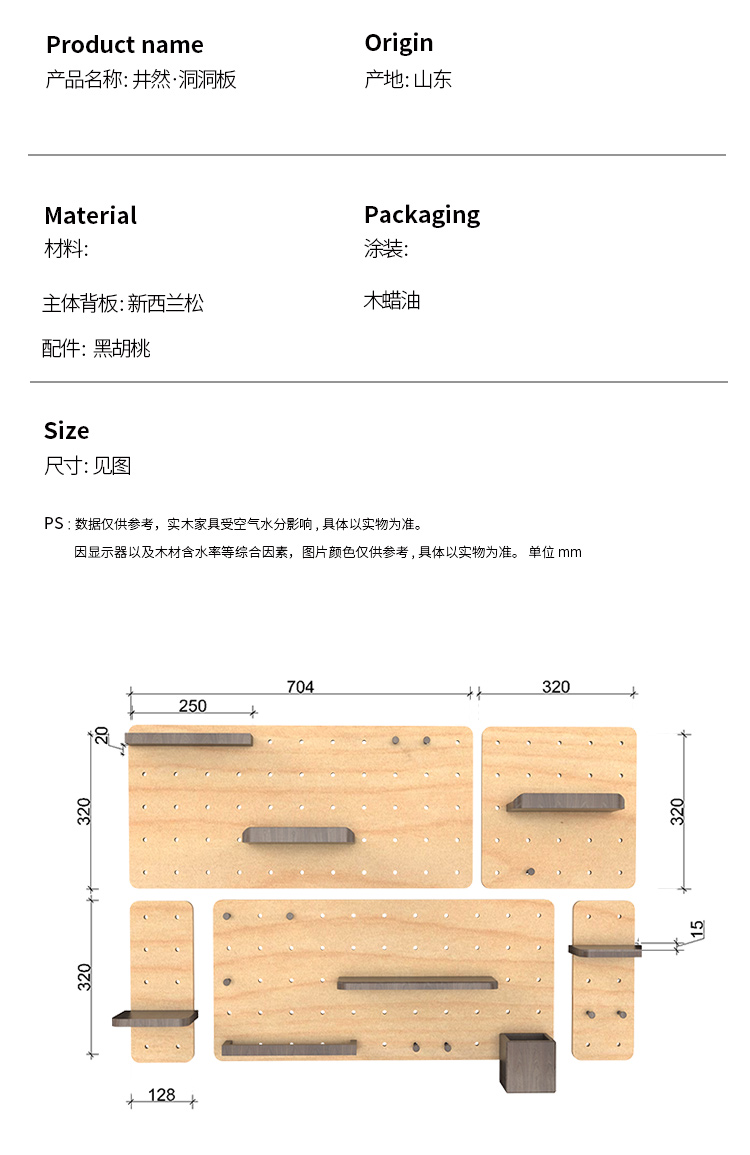 Product name
产品名称: 井然·洞洞板
Origin
产地: 山东
Material
材料:
主体背板: 新西兰松
配件: 黑胡桃
Packaging
涂装:
木蜡油
Size
尺寸: 见图
PS : 数据仅供参考，实木家具受空气水分影响 , 具体以实物为准。
因显示器以及木材含水率等综合因素，图片颜色仅供参考 , 具体以实物为准。 单位 mm
704
320
250
20
320
320
320
15
128